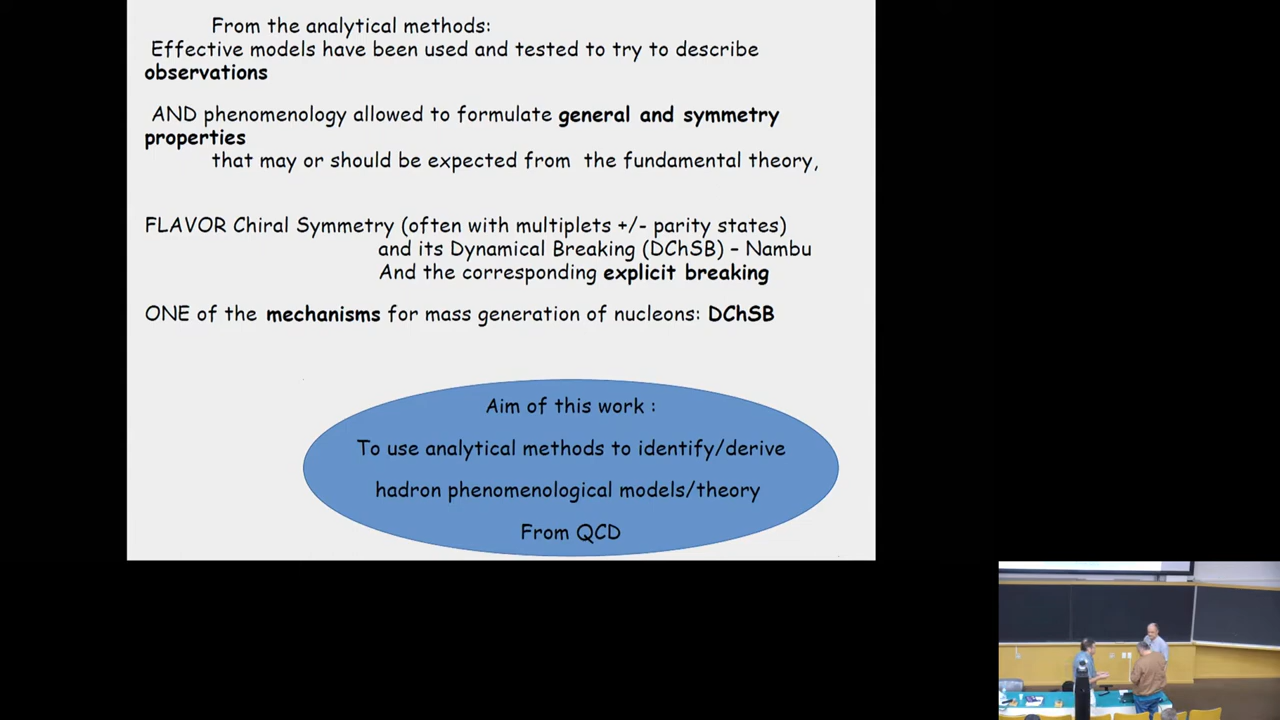 From the analytical methods:
Effective models have been used and tested to try to describe
observations
AND phenomenology allowed to formulate general and symmetry
properties
that may or should be expected from the fundamental theory,
FLAVOR Chiral Symmetry (often with multiplets +/- parity states)
and its Dynamical Breaking (DChSB) – Nambu
And the corresponding explicit breaking
ONE of the mechanisms for mass generation of nucleons: DChSB
Aim of this work :
To use analytical methods to identify/derive
hadron phenomenological models/theory
From QCD